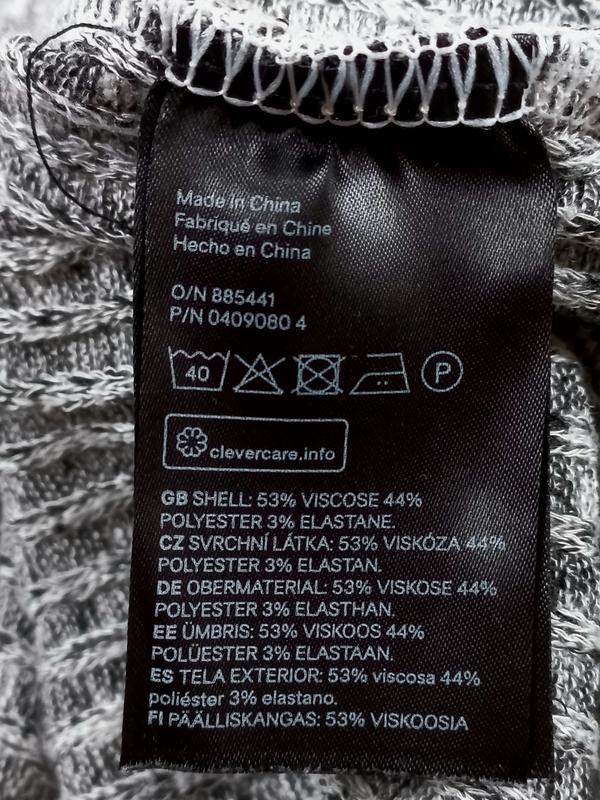 Made in China
Fabriqué en Chine
Hecho en China
O/N 885441
P/N 0409080 4
40 P
clevercare.info
GB SHELL: 53% VISCOSE 44%
POLYESTER 3% ELASTANE.
CZ SVRCHNÍ LÁTKA: 53% VISKÓZA 44%
POLYESTER 3% ELASTAN.
DE OBERMATERIAL: 53% VISKOSE 44%
POLYESTER 3% ELASTHAN.
EE ÜMBRIS: 53% VISKOOS 44%
POLÜESTER 3% ELASTAAN.
ES TELA EXTERIOR: 53% viscosa 44%
poliéster 3% elastano.
FI PÄÄLLISKANGAS: 53% VISKOOSIA